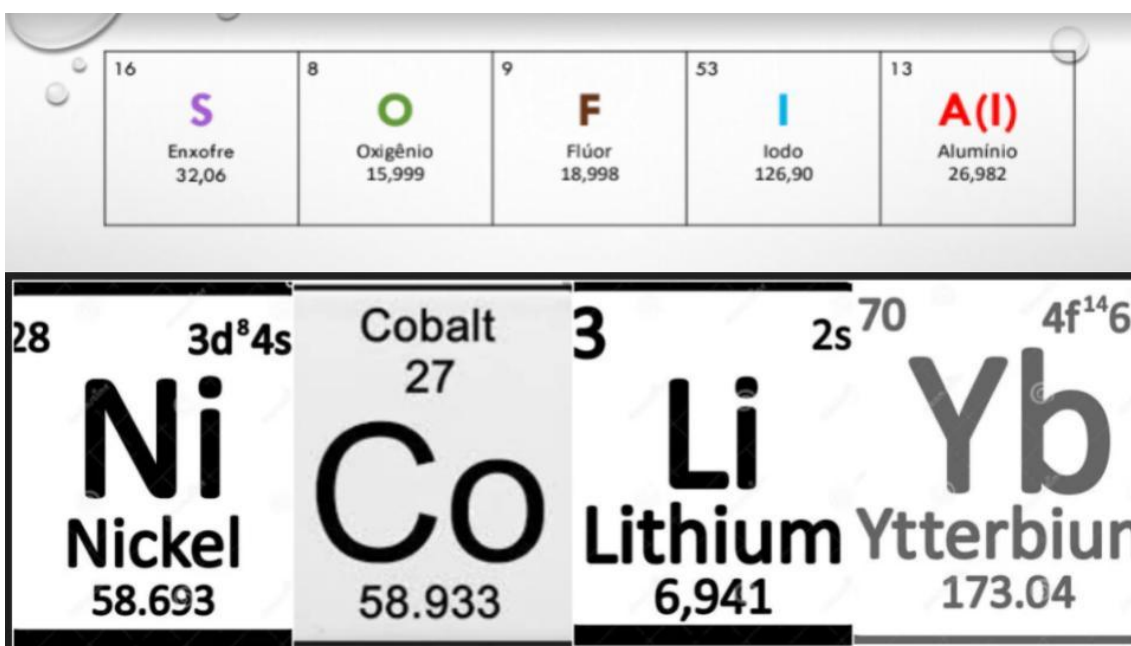 16 8 9 53 13
S O F I A(l)
Enxofre Oxigênio Flúor Iodo Alumínio
32,06 15,999 18,998 126,90 26,982
28 3d⁸4s
Ni
Nickel
58.693
Cobalt
27
Co
58.933
3 2s
Li
Lithium
6,941
70 4f¹⁴6
Yb
173.04